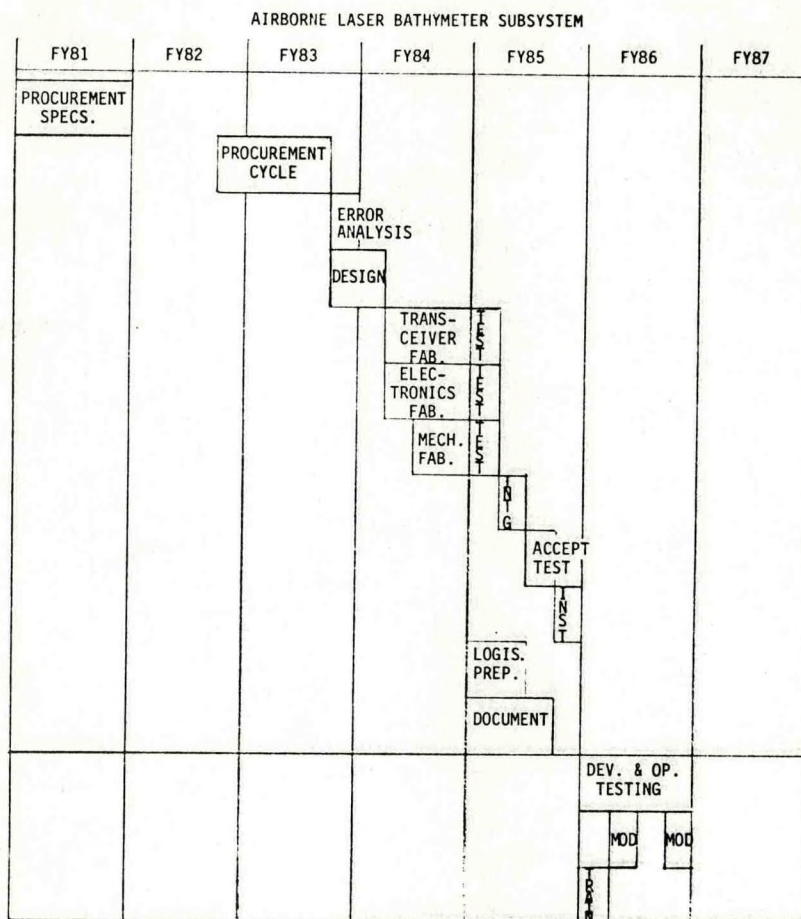 AIRBORNE LASER BATHYMETER SUBSYSTEM
FY81 FY82 FY83 FY84 FY85 FY86 FY87
PROCUREMENT
SPECS.
PROCUREMENT
CYCLE
ERROR
ANALYSIS
DESIGN
TRANS-
CEIVER
FAB.
TEST
ELEC-
TRONICS
FAB.
TEST
MECH.
FAB.
TEST
INTG
ACCEPT
TEST
INST
LOGIS.
PREP.
DOCUMENT
DEV. & OP.
TESTING
MOD MOD
TRAIN